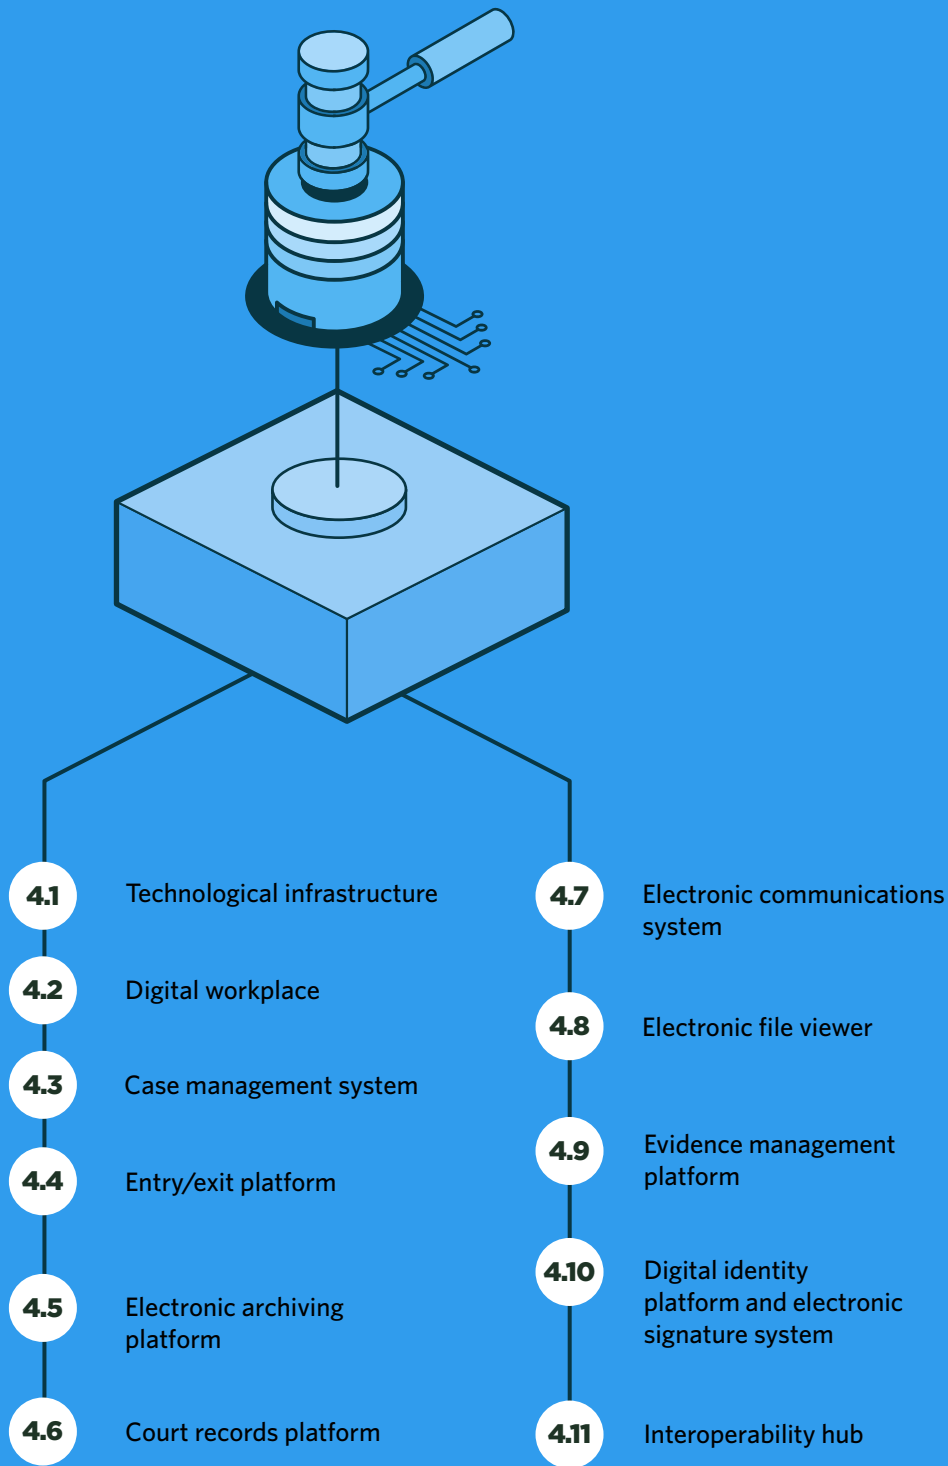 4.1
Technological infrastructure
4.2
Digital workplace
4.3
Case management system
4.4
Entry/exit platform
4.5
Electronic archiving
platform
4.6
Court records platform
4.7
Electronic communications
system
4.8
Electronic file viewer
4.9
Evidence management
platform
4.10
Digital identity
platform and electronic
signature system
4.11
Interoperability hub